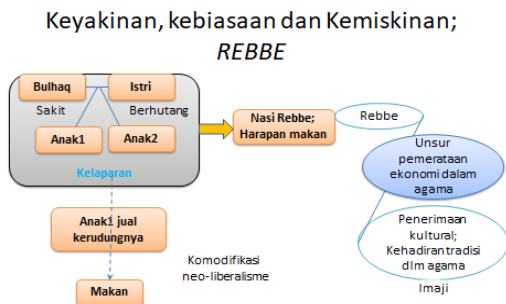 Keyakinan, kebiasaan dan Kemiskinan;
REBBE
Bulhaq
Istri
Sakit
Berhutang
Anak1
Anak2
Kelaparan
Nasi Rebbe;
Harapan makan
Rebbe
Unsur
pemerataan
ekonomi dalam
agama
Penerimaan
kultural;
Kehadiran tradisi
dlm agama
Imaji
Anak1 jual
kerudungnya
Komodifikasi
neo-liberalisme
Makan